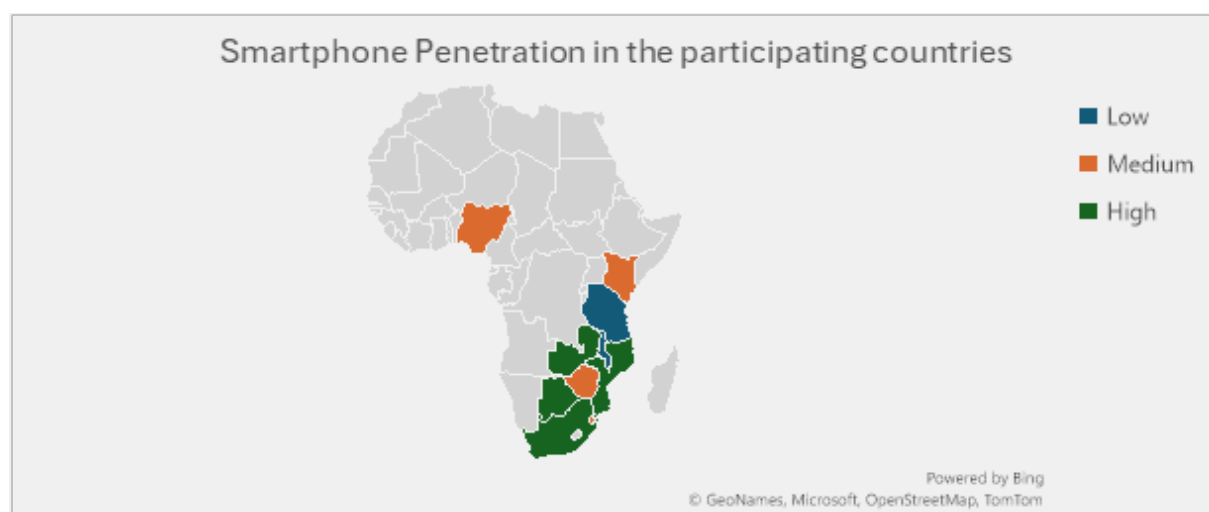 Smartphone Penetration in the participating countries
Low
Medium
High
Powered by Bing
© GeoNames, Microsoft, OpenStreetMap, TomTom